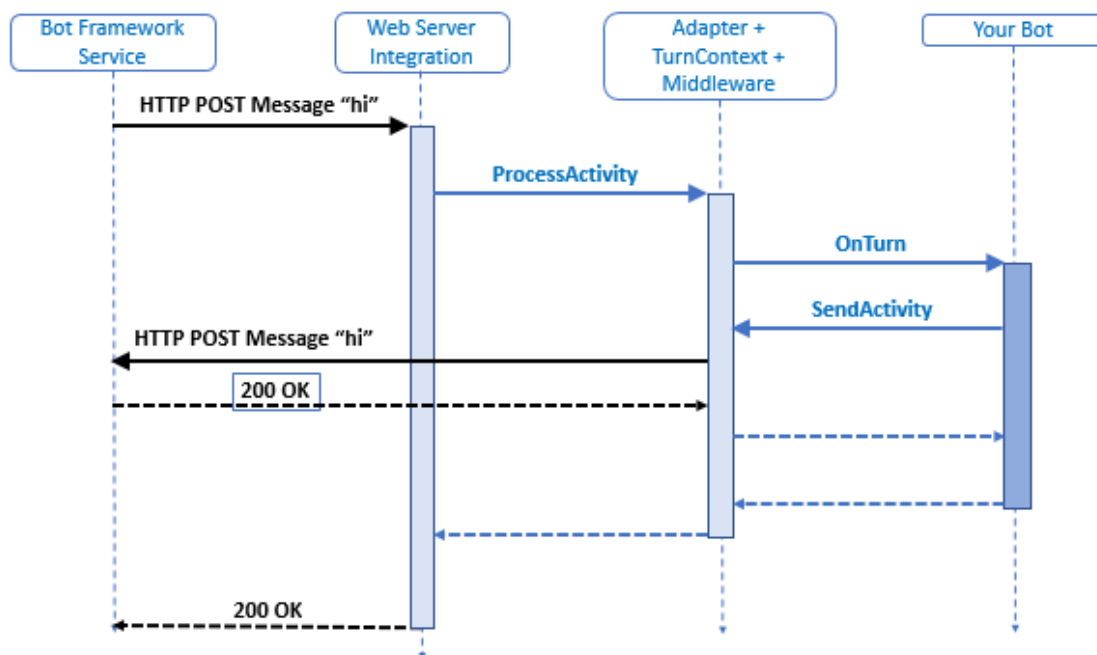 Bot Framework
Service
Web Server
Integration
Adapter +
TurnContext +
Middleware
Your Bot
HTTP POST Message “hi”
ProcessActivity
OnTurn
SendActivity
HTTP POST Message “hi”
200 OK
200 OK